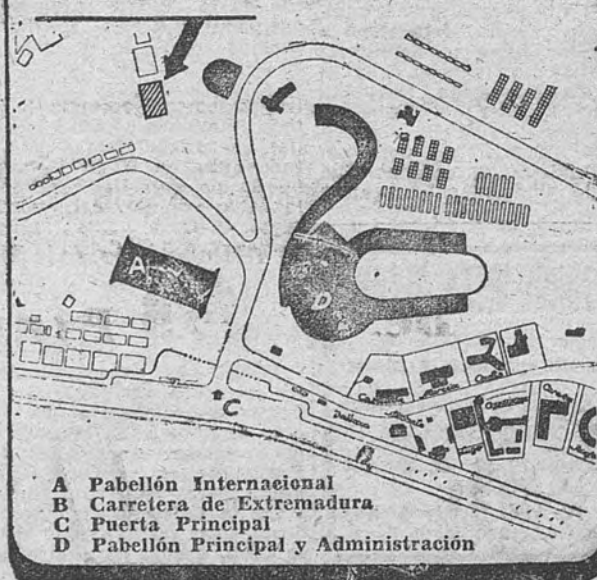 A
D
C
B
A Pabellón Internacional
B Carretera de Extremadura
C Puerta Principal
D Pabellón Principal y Administración